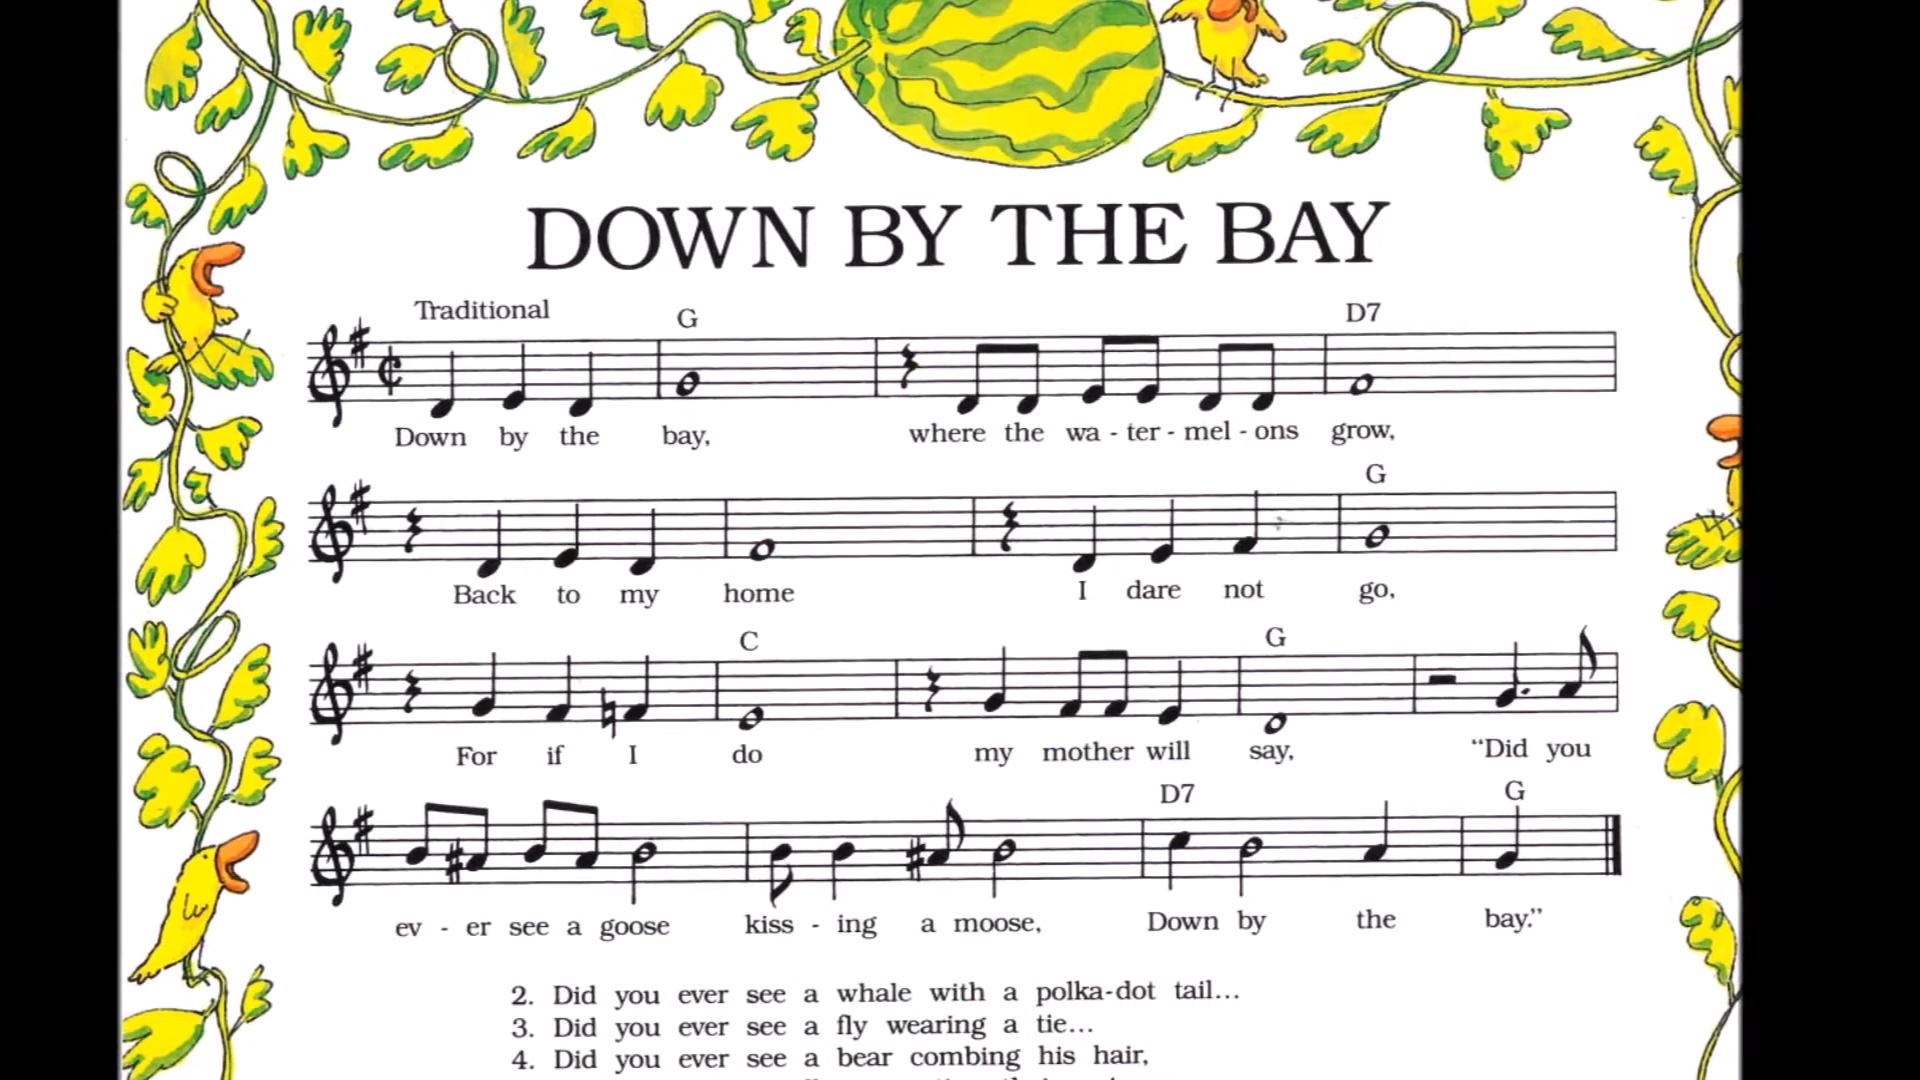 DOWN BY THE BAY
Traditional G D7
Down by the bay, where the wa - ter - mel - ons grow,
G
Back to my home I dare not go,
C G
For if I do my mother will say, “Did you
D7 G
ev - er see a goose kiss - ing a moose, Down by the bay.”
2. Did you ever see a whale with a polka-dot tail...
3. Did you ever see a fly wearing a tie...
4. Did you ever see a bear combing his hair,